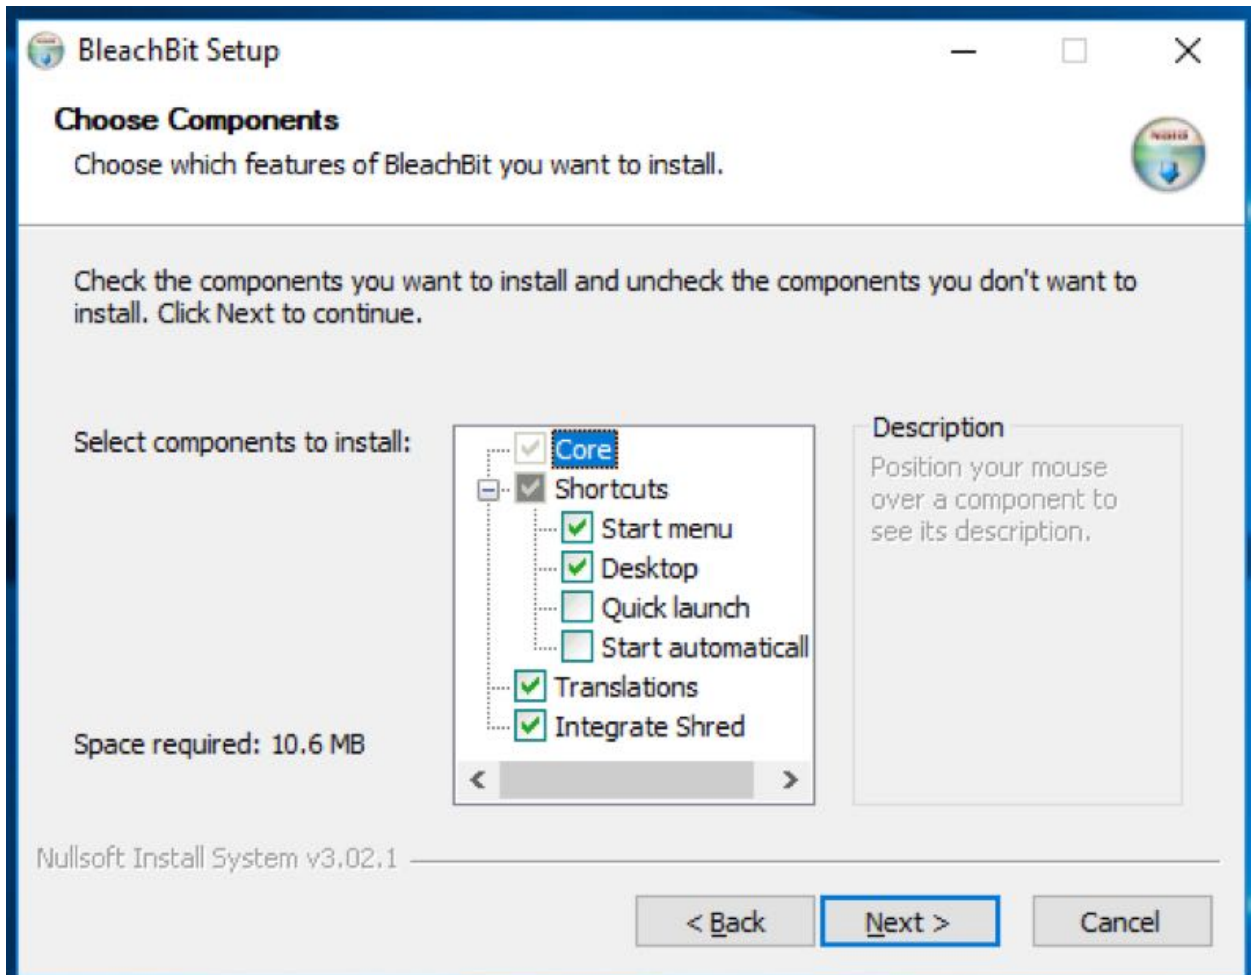 BleachBit Setup
Choose Components
Choose which features of BleachBit you want to install.
Check the components you want to install and uncheck the components you don't want to
install. Click Next to continue.
Select components to install:
Core
Shortcuts
Start menu
Desktop
Quick launch
Start automaticall
Translations
Integrate Shred
Space required: 10.6 MB
Description
Position your mouse
over a component to
see its description.
Nullsoft Install System v3.02.1
< Back
Next >
Cancel